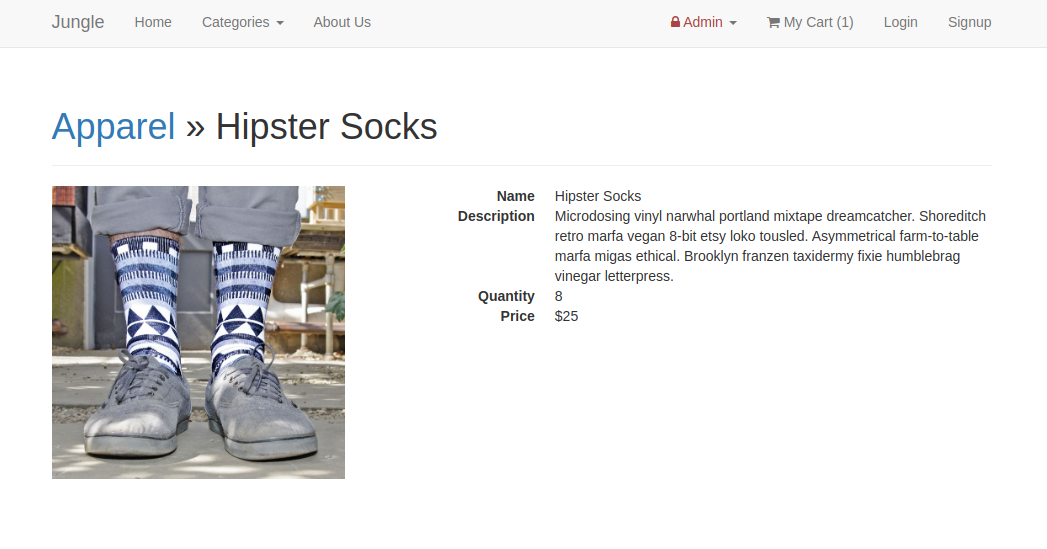 Jungle Home Categories About Us Admin My Cart (1) Login Signup
Apparel » Hipster Socks
Name Hipster Socks
Description Microdosing vinyl narwhal portland mixtape dreamcatcher. Shoreditch
retro marfa vegan 8-bit etsy loko tousled. Asymmetrical farm-to-table
marfa migas ethical. Brooklyn franzen taxidermy fixie humblebrag
vinegar letterpress.
Quantity 8
Price $25